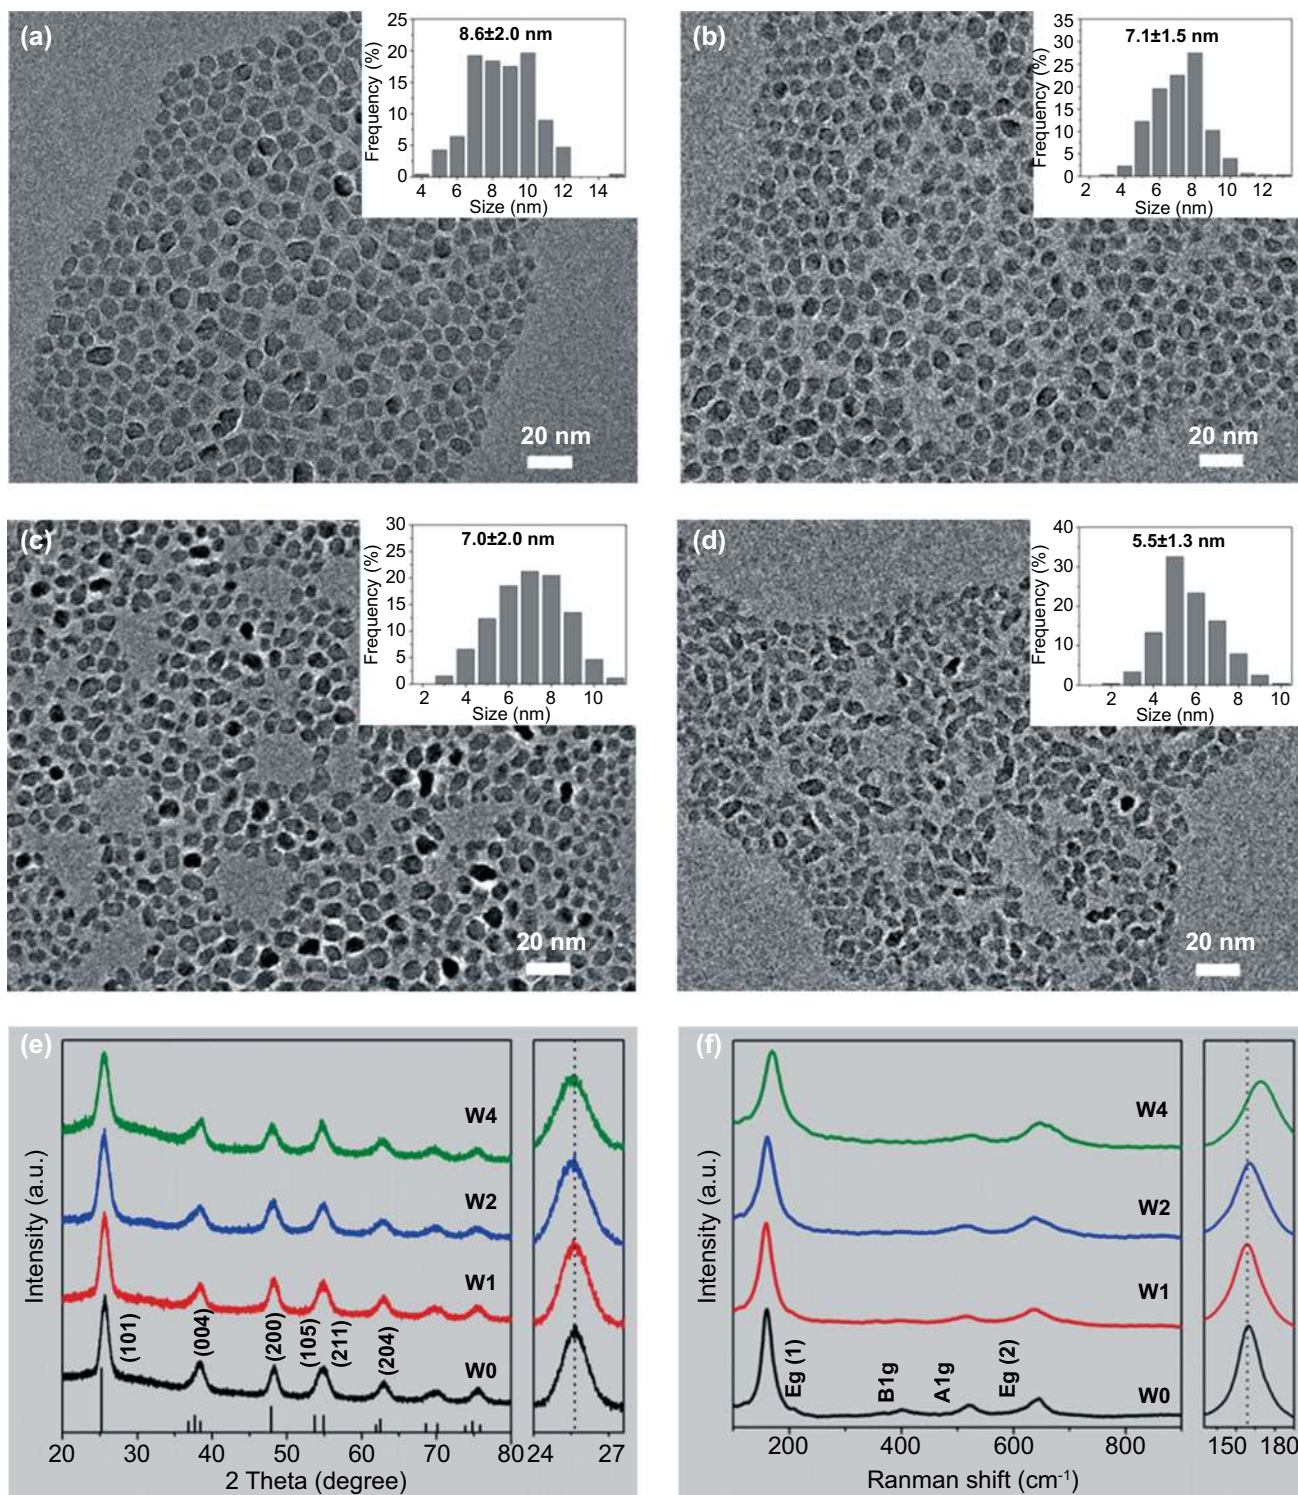 (a)
25
20
15
10
5
0
Frequency (%)
8.6±2.0 nm
4 6 8 10 12 14
Size (nm)
20 nm
(b)
35
30
25
20
15
10
5
0
Frequency (%)
7.1±1.5 nm
2 4 6 8 10 12
Size (nm)
20 nm
(c)
30
25
20
15
10
5
0
Frequency (%)
7.0±2.0 nm
2 4 6 8 10
Size (nm)
20 nm
(d)
40
30
20
10
0
Frequency (%)
5.5±1.3 nm
2 4 6 8 10
Size (nm)
20 nm
(e)
Intensity (a.u.)
W4
W2
W1
W0
(101)
(004)
(200)
(105)
(211)
(204)
20 30 40 50 60 70 80 24 27
2 Theta (degree)
(f)
Intensity (a.u.)
W4
W2
W1
W0
Eg (1)
B1g
A1g
Eg (2)
200 400 600 800 150 180
Ranman shift (cm-1)